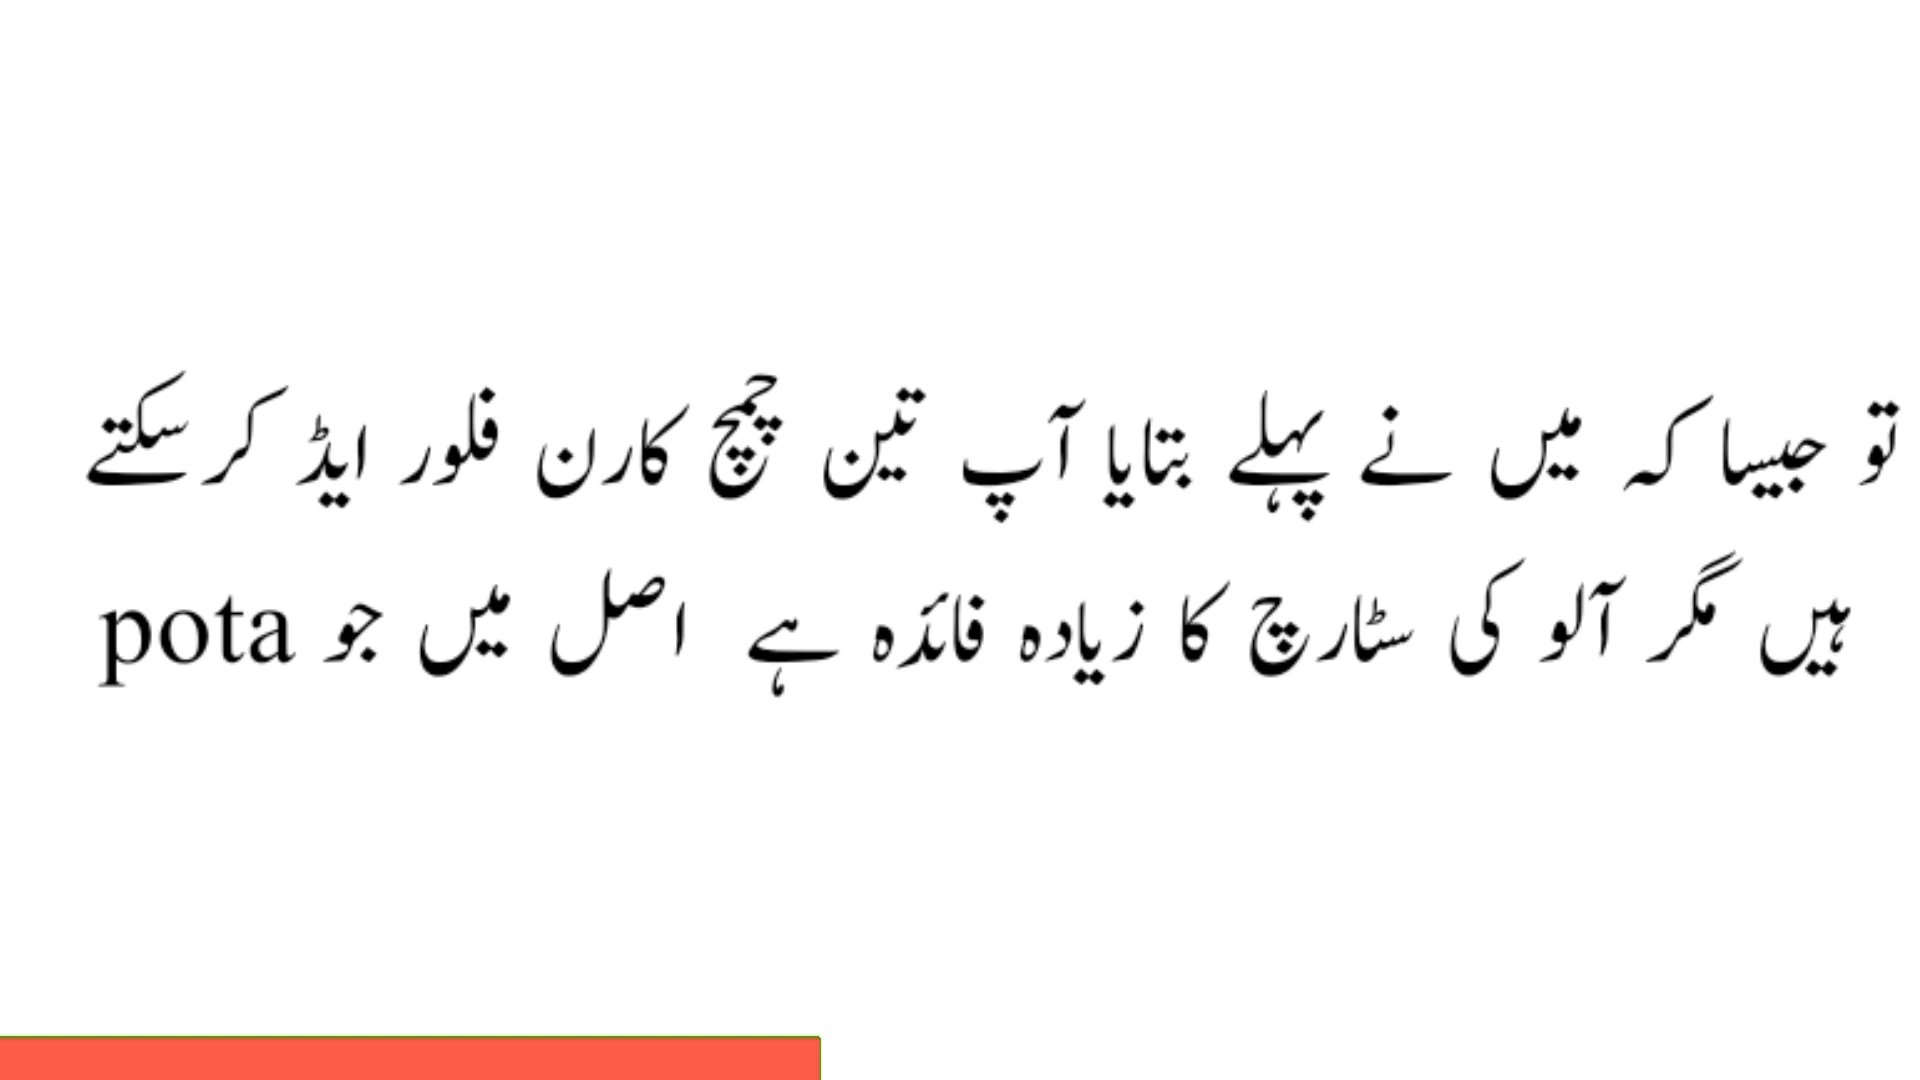 تو جیسا کہ میں نے پہلے بتایا آپ تین چمچ کارن فلور ایڈ کر سکتے
ہیں مگر آلو کی سٹارچ کا زیادہ فائدہ ہے اصل میں جو pota